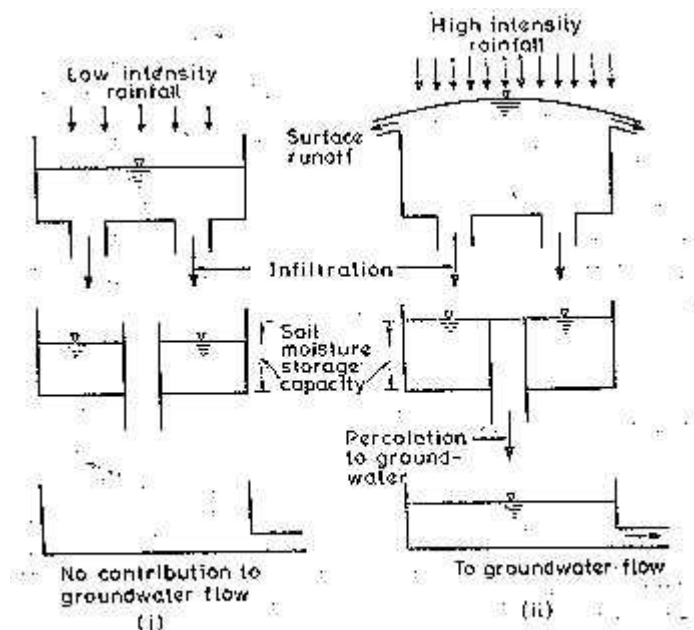 Low intensity
rainfall
High intensity
rainfall
Surface
runoff
Infiltration
Soil
moisture
storage
capacity
Percolation
to ground-
water
No contribution to
groundwater flow
(i)
To groundwater flow
(ii)